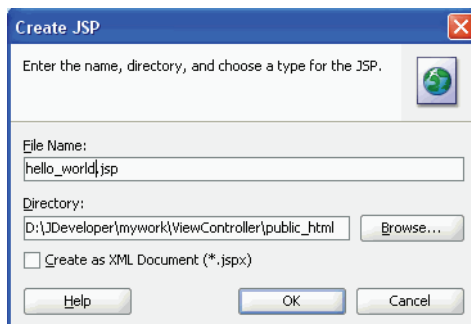 Create JSP
Enter the name, directory, and choose a type for the JSP.
File Name:
hello_world.jsp
Directory:
D:\JDeveloper\mywork\ViewController\public_html
Browse...
Create as XML Document (*.jspx)
Help
OK
Cancel